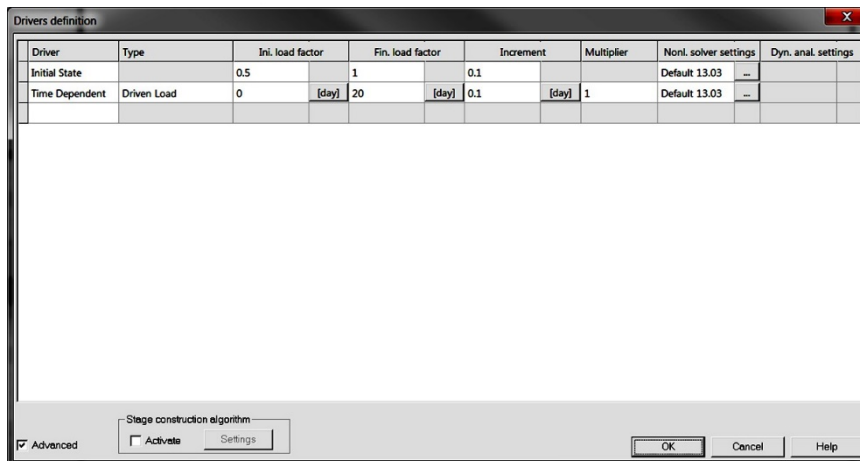 Drivers definition
X
Driver Type Ini. load factor Fin. load factor Increment Multiplier Nonl. solver settings Dyn. anal. settings
Initial State 0.5 1 0.1 Default 13.03 ...
Time Dependent Driven Load 0 [day] 20 [day] 0.1 [day] 1 Default 13.03 ...
Stage construction algorithm
Advanced Activate Settings OK Cancel Help